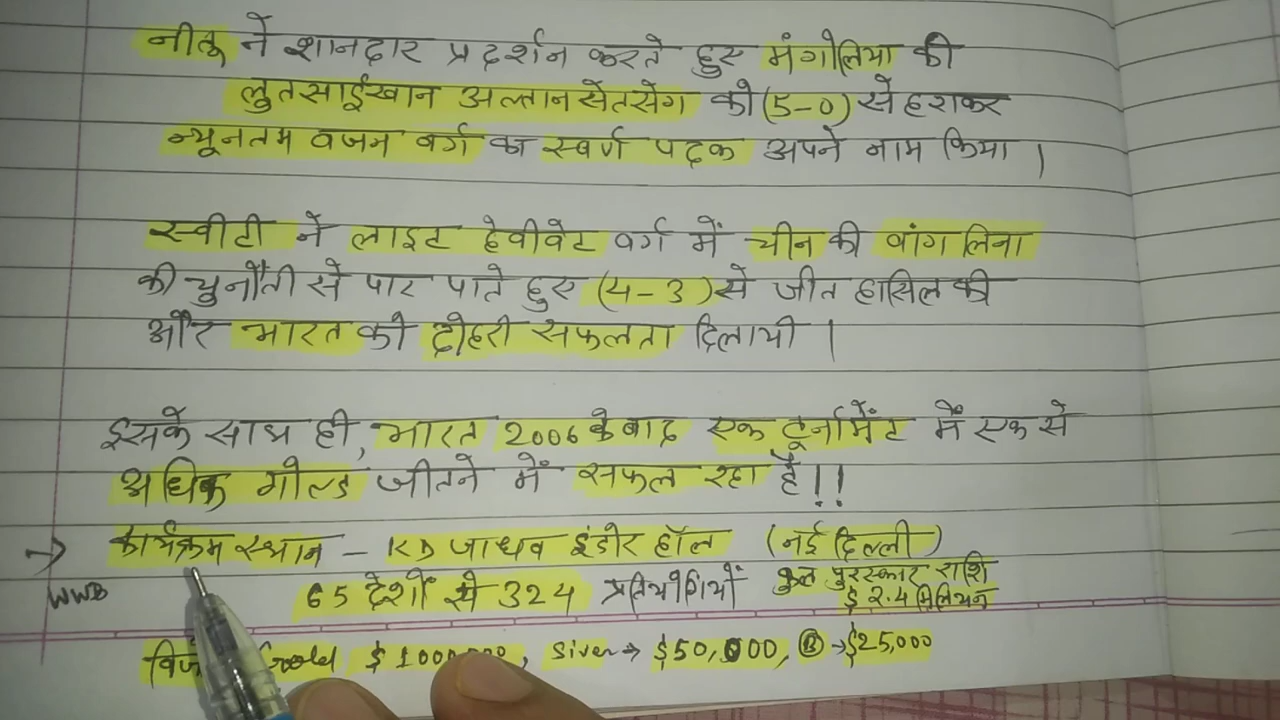 नीतू ने शानदार प्रदर्शन करते हुए मंगोलिया की
लुतसाईखान अल्तानसेतसेग को (5-0) से हराकर
न्यूनतम वजन वर्ग का स्वर्ण पदक अपने नाम किया।
स्वीटी ने लाइट हेवीवेट वर्ग में चीन की वांग लिना
की चुनौती से पार पाते हुए (4-3) से जीत हासिल की
और भारत को दोहरी सफलता दिलायी।
इसके साथ ही, भारत 2006 के बाद एक टूर्नामेंट में एक से
अधिक गोल्ड जीतने में सफल रहा है!!
→ कार्यक्रम स्थान – KD जाधव इंडोर हॉल (नई दिल्ली)
WWB 65 देशों से 324 प्रतियोगियों कुल पुरस्कार राशि
$ 2.4 मिलियन
Gold $ , Silver → $50,000, Ⓑ → $25,000